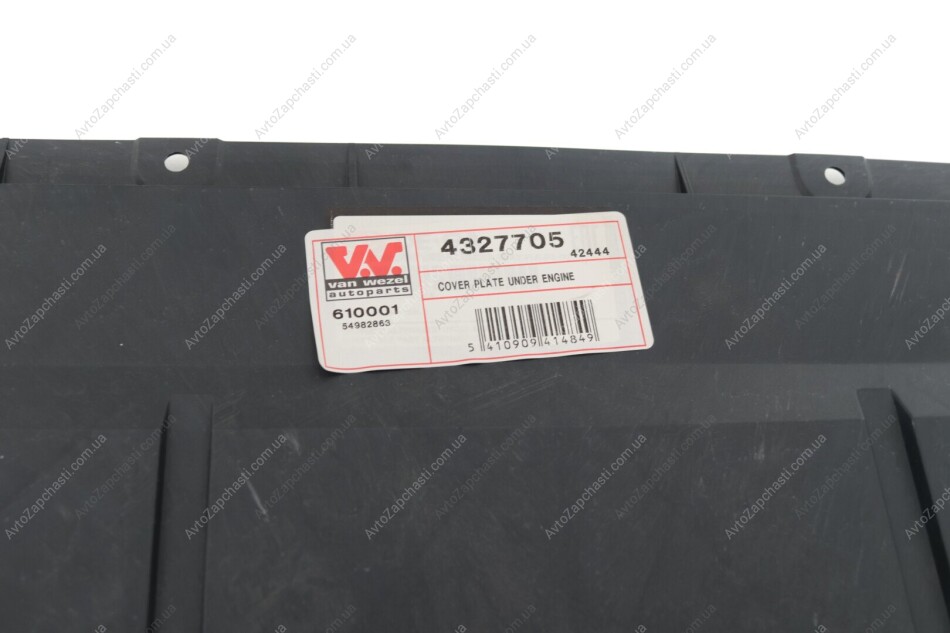 V.V.
van wezel
autoparts
610001
54982863
4327705
42444
COVER PLATE UNDER ENGINE
5 410909 414849
AvtoZapchasti.com.ua